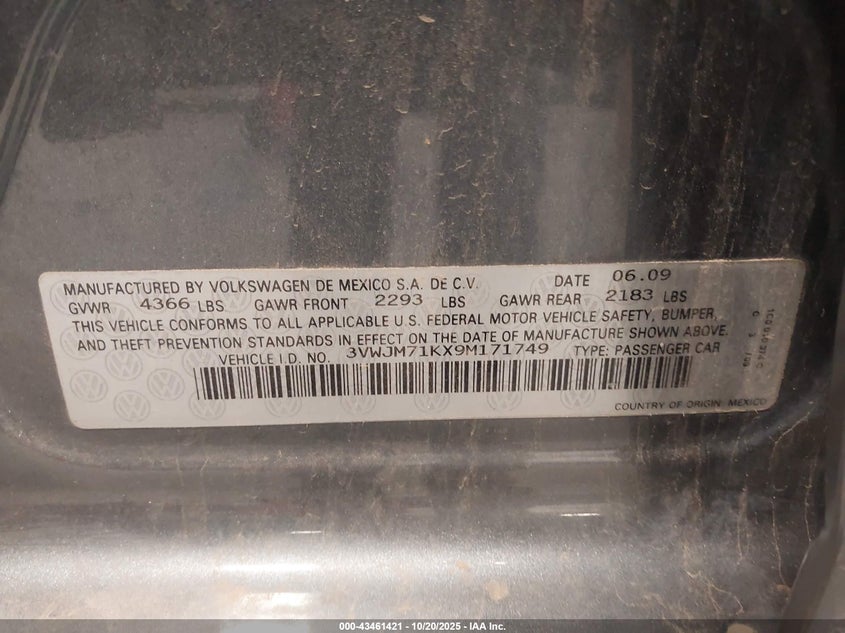 MANUFACTURED BY VOLKSWAGEN DE MEXICO S.A. DE C.V. DATE 06.09
GVWR 4366 LBS GAWR FRONT 2293 LBS GAWR REAR 2183 LBS
THIS VEHICLE CONFORMS TO ALL APPLICABLE U.S. FEDERAL MOTOR VEHICLE SAFETY, BUMPER,
AND THEFT PREVENTION STANDARDS IN EFFECT ON THE DATE OF MANUFACTURE SHOWN ABOVE.
VEHICLE I.D. NO. 3VWJM71KX9M171749 TYPE: PASSENGER CAR
COUNTRY OF ORIGIN: MEXICO
000-43461421 - 10/20/2025 - IAA Inc.